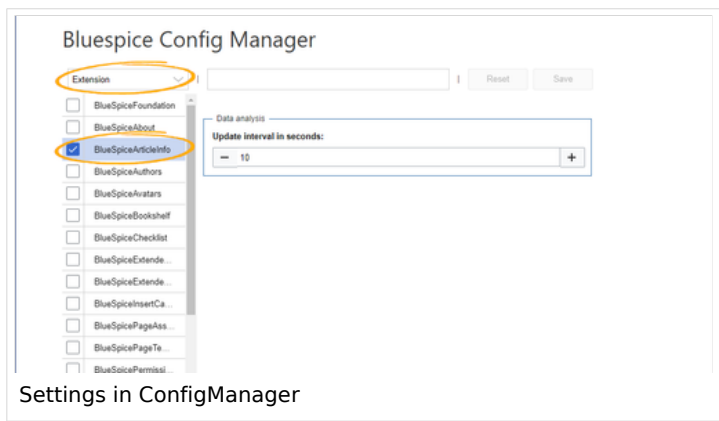 Bluespice Config Manager
Extension | | Reset Save
BlueSpiceFoundation
BlueSpiceAbout
BlueSpiceArticleInfo
BlueSpiceAuthors
BlueSpiceAvatars
BlueSpiceBookshelf
BlueSpiceChecklist
BlueSpiceExtende...
BlueSpiceExtende...
BlueSpiceInsertCa...
BlueSpicePageAss...
BlueSpicePageTe...
BlueSpicePermissi...
Data analysis
Update interval in seconds:
− 10 +
Settings in ConfigManager